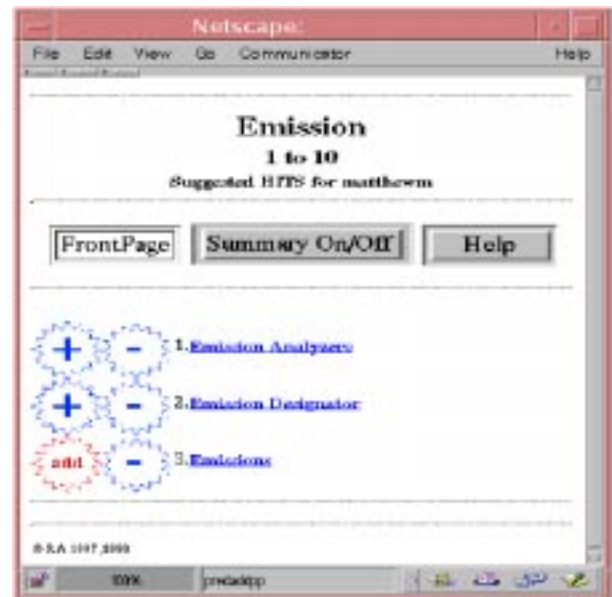 Netscape:
File Edit View Go Communicator Help
Emission
1 to 10
Suggested HITS for matthewm
FrontPage Summary On/Off Help
+ - 1. Emission Analyzers
+ - 2. Emission Designator
add - 3. Emissions
100%